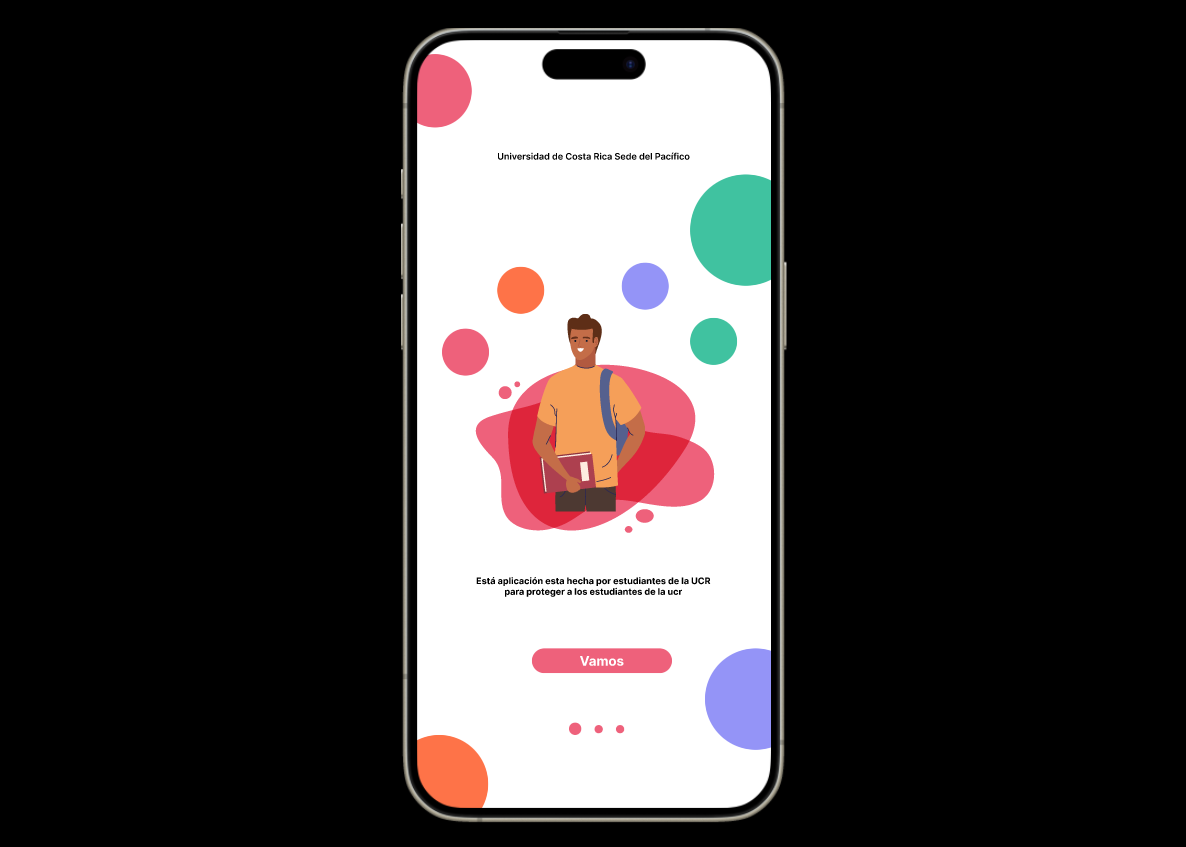 Universidad de Costa Rica Sede del Pacífico
Está aplicación esta hecha por estudiantes de la UCR
para proteger a los estudiantes de la ucr
Vamos